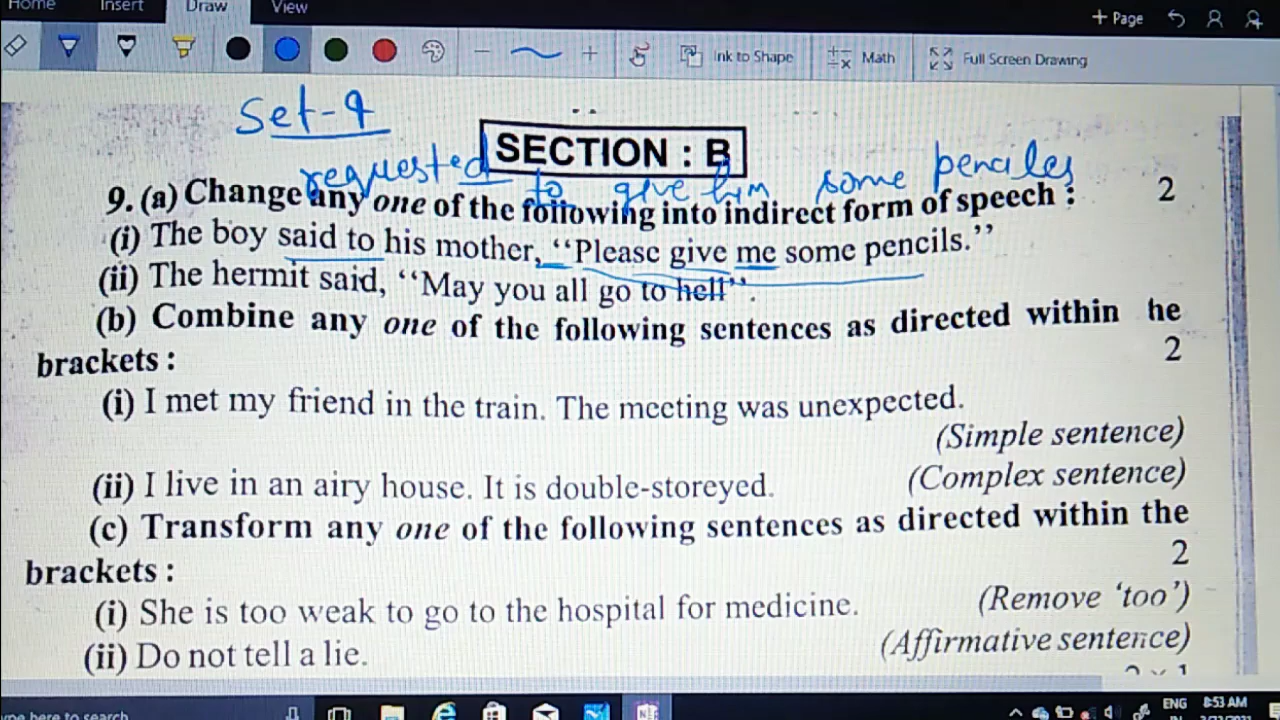 Home Insert Draw View
+ Page
Ink to Shape Math Full Screen Drawing
Set-9
SECTION : B
requested to give him some penciles
9. (a) Change any one of the following into indirect form of speech : 2
(i) The boy said to his mother, “Please give me some pencils.”
(ii) The hermit said, “May you all go to hell”.
(b) Combine any one of the following sentences as directed within he
brackets : 2
(i) I met my friend in the train. The meeting was unexpected.
(Simple sentence)
(ii) I live in an airy house. It is double-storeyed. (Complex sentence)
(c) Transform any one of the following sentences as directed within the
brackets : 2
(i) She is too weak to go to the hospital for medicine. (Remove ‘too’)
(ii) Do not tell a lie. (Affirmative sentence)
here to search
ENG 8:53 AM